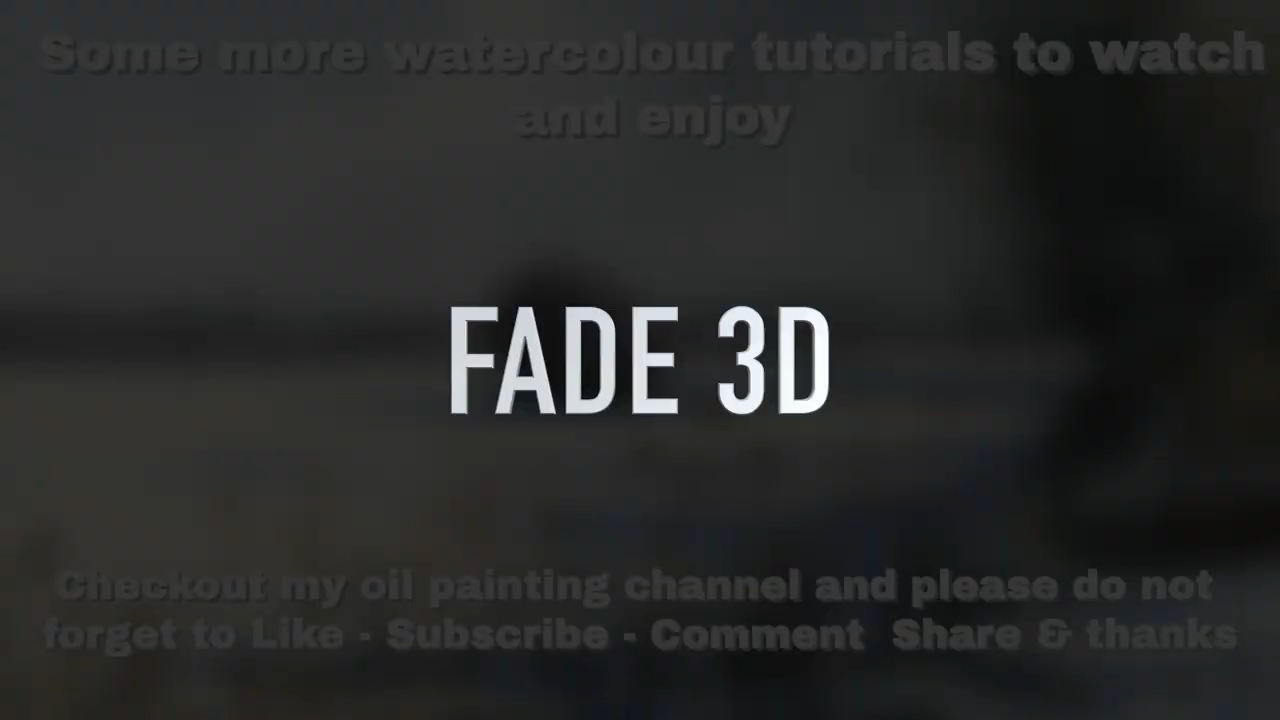 Some more watercolour tutorials to watch
and enjoy
FADE 3D
Checkout my oil painting channel and please do not
forget to Like - Subscribe - Comment Share & thanks